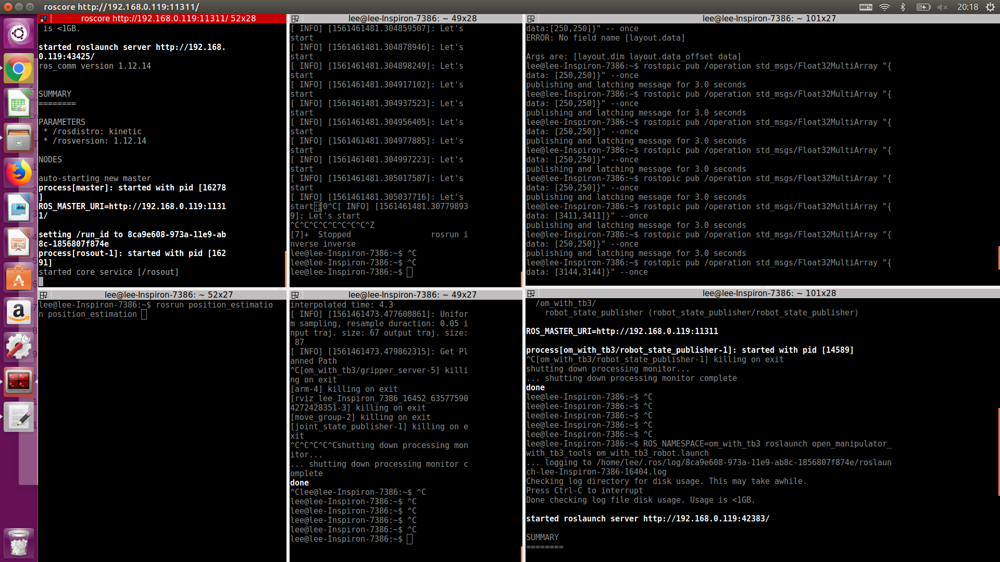 roscore http://192.168.0.119:11311/
20:18
roscore http://192.168.0.119:11311/ 52x28
 is <1GB.
started roslaunch server http://192.168.
0.119:43425/
ros_comm version 1.12.14
SUMMARY
========
PARAMETERS
 * /rosdistro: kinetic
 * /rosversion: 1.12.14
NODES
auto-starting new master
process[master]: started with pid [16278
]
ROS_MASTER_URI=http://192.168.0.119:1131
1/
setting /run_id to 8ca9e608-973a-11e9-ab
8c-1856807f874e
process[rosout-1]: started with pid [162
91]
started core service [/rosout]
lee@lee-Inspiron-7386: ~ 49x28
[ INFO] [1561461481.304859507]: Let's
start
[ INFO] [1561461481.304878946]: Let's
start
[ INFO] [1561461481.304898249]: Let's
start
[ INFO] [1561461481.304917102]: Let's
start
[ INFO] [1561461481.304937523]: Let's
start
[ INFO] [1561461481.304956405]: Let's
start
[ INFO] [1561461481.304977885]: Let's
start
[ INFO] [1561461481.304997223]: Let's
start
[ INFO] [1561461481.305017587]: Let's
start
[ INFO] [1561461481.305037716]: Let's
start0^C[ INFO] [1561461481.30779893
9]: Let's start
^C^C^C^C^C^C^C^C^Z
[7]+  Stopped                 rosrun i
nverse inverse
lee@lee-Inspiron-7386:~$ ^C
lee@lee-Inspiron-7386:~$ ^C
lee@lee-Inspiron-7386:~$
lee@lee-Inspiron-7386: ~ 101x27
data:[250,250]}" -- once
ERROR: No field name [layout.data]
Args are: [layout.dim layout.data_offset data]
lee@lee-Inspiron-7386:~$ rostopic pub /operation std_msgs/Float32MultiArray "{
data: [250,250]}" --once
publishing and latching message for 3.0 seconds
lee@lee-Inspiron-7386:~$ rostopic pub /operation std_msgs/Float32MultiArray "{
data: [250,250]}" --once
publishing and latching message for 3.0 seconds
lee@lee-Inspiron-7386:~$ rostopic pub /operation std_msgs/Float32MultiArray "{
data: [250,250]}" --once
publishing and latching message for 3.0 seconds
lee@lee-Inspiron-7386:~$ rostopic pub /operation std_msgs/Float32MultiArray "{
data: [250,250]}" --once
publishing and latching message for 3.0 seconds
lee@lee-Inspiron-7386:~$ rostopic pub /operation std_msgs/Float32MultiArray "{
data: [250,250]}" --once
publishing and latching message for 3.0 seconds
lee@lee-Inspiron-7386:~$ rostopic pub /operation std_msgs/Float32MultiArray "{
data: [3411,3411]}" --once
publishing and latching message for 3.0 seconds
lee@lee-Inspiron-7386:~$ rostopic pub /operation std_msgs/Float32MultiArray "{
data: [250,250]}" --once
publishing and latching message for 3.0 seconds
lee@lee-Inspiron-7386:~$ rostopic pub /operation std_msgs/Float32MultiArray "{
data: [3144,3144]}" --once
lee@lee-Inspiron-7386: ~ 52x27
lee@lee-Inspiron-7386:~$ rosrun position_estimatio
n position_estimation
lee@lee-Inspiron-7386: ~ 49x27
interpolated time: 4.3
[ INFO] [1561461473.477600861]: Unifor
m sampling, resample duraction: 0.05 i
nput traj. size: 67 output traj. size:
 87
[ INFO] [1561461473.479862315]: Get Pl
anned Path
^C[om_with_tb3/gripper_server-5] killi
ng on exit
[arm-4] killing on exit
[rviz_lee_Inspiron_7386_16452_63577590
4272428351-3] killing on exit
[move_group-2] killing on exit
[joint_state_publisher-1] killing on e
xit
^C^C^C^C^Cshutting down processing mon
itor...
... shutting down processing monitor c
omplete
done
^Clee@lee-Inspiron-7386:~$ ^C
lee@lee-Inspiron-7386:~$ ^C
lee@lee-Inspiron-7386:~$ ^C
lee@lee-Inspiron-7386:~$ ^C
lee@lee-Inspiron-7386:~$ ^C
lee@lee-Inspiron-7386:~$
lee@lee-Inspiron-7386: ~ 101x28
  /om_with_tb3/
    robot_state_publisher (robot_state_publisher/robot_state_publisher)
ROS_MASTER_URI=http://192.168.0.119:11311
process[om_with_tb3/robot_state_publisher-1]: started with pid [14589]
^C[om_with_tb3/robot_state_publisher-1] killing on exit
shutting down processing monitor...
... shutting down processing monitor complete
done
lee@lee-Inspiron-7386:~$ ^C
lee@lee-Inspiron-7386:~$ ^C
lee@lee-Inspiron-7386:~$ ^C
lee@lee-Inspiron-7386:~$ ^C
lee@lee-Inspiron-7386:~$ ^C
lee@lee-Inspiron-7386:~$ ROS_NAMESPACE=om_with_tb3 roslaunch open_manipulator_
with_tb3_tools om_with_tb3_robot.launch
... logging to /home/lee/.ros/log/8ca9e608-973a-11e9-ab8c-1856807f874e/roslaun
ch-lee-Inspiron-7386-16404.log
Checking log directory for disk usage. This may take awhile.
Press Ctrl-C to interrupt
Done checking log file disk usage. Usage is <1GB.
started roslaunch server http://192.168.0.119:42383/
SUMMARY
========